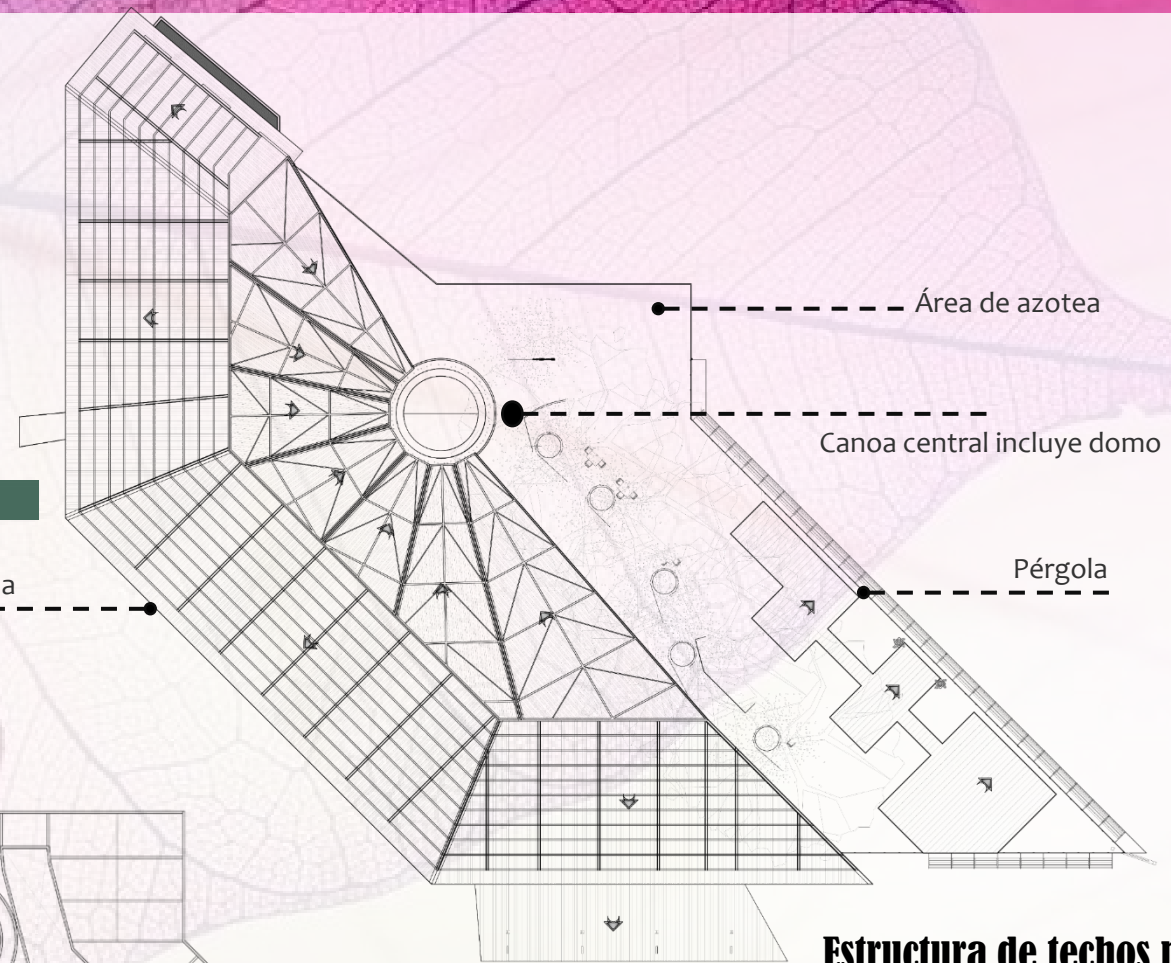 Área de azotea
Canoa central incluye domo
Pérgola
Estructura de techos